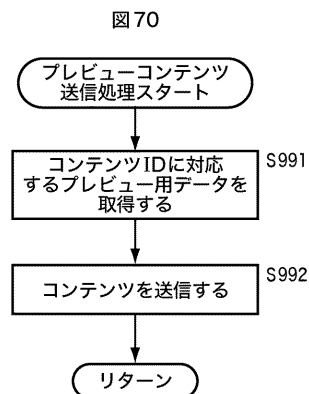 図70
プレビューコンテンツ
送信処理スタート
コンテンツIDに対応
するプレビュー用データを
取得する
S991
コンテンツを送信する
S992
リターン